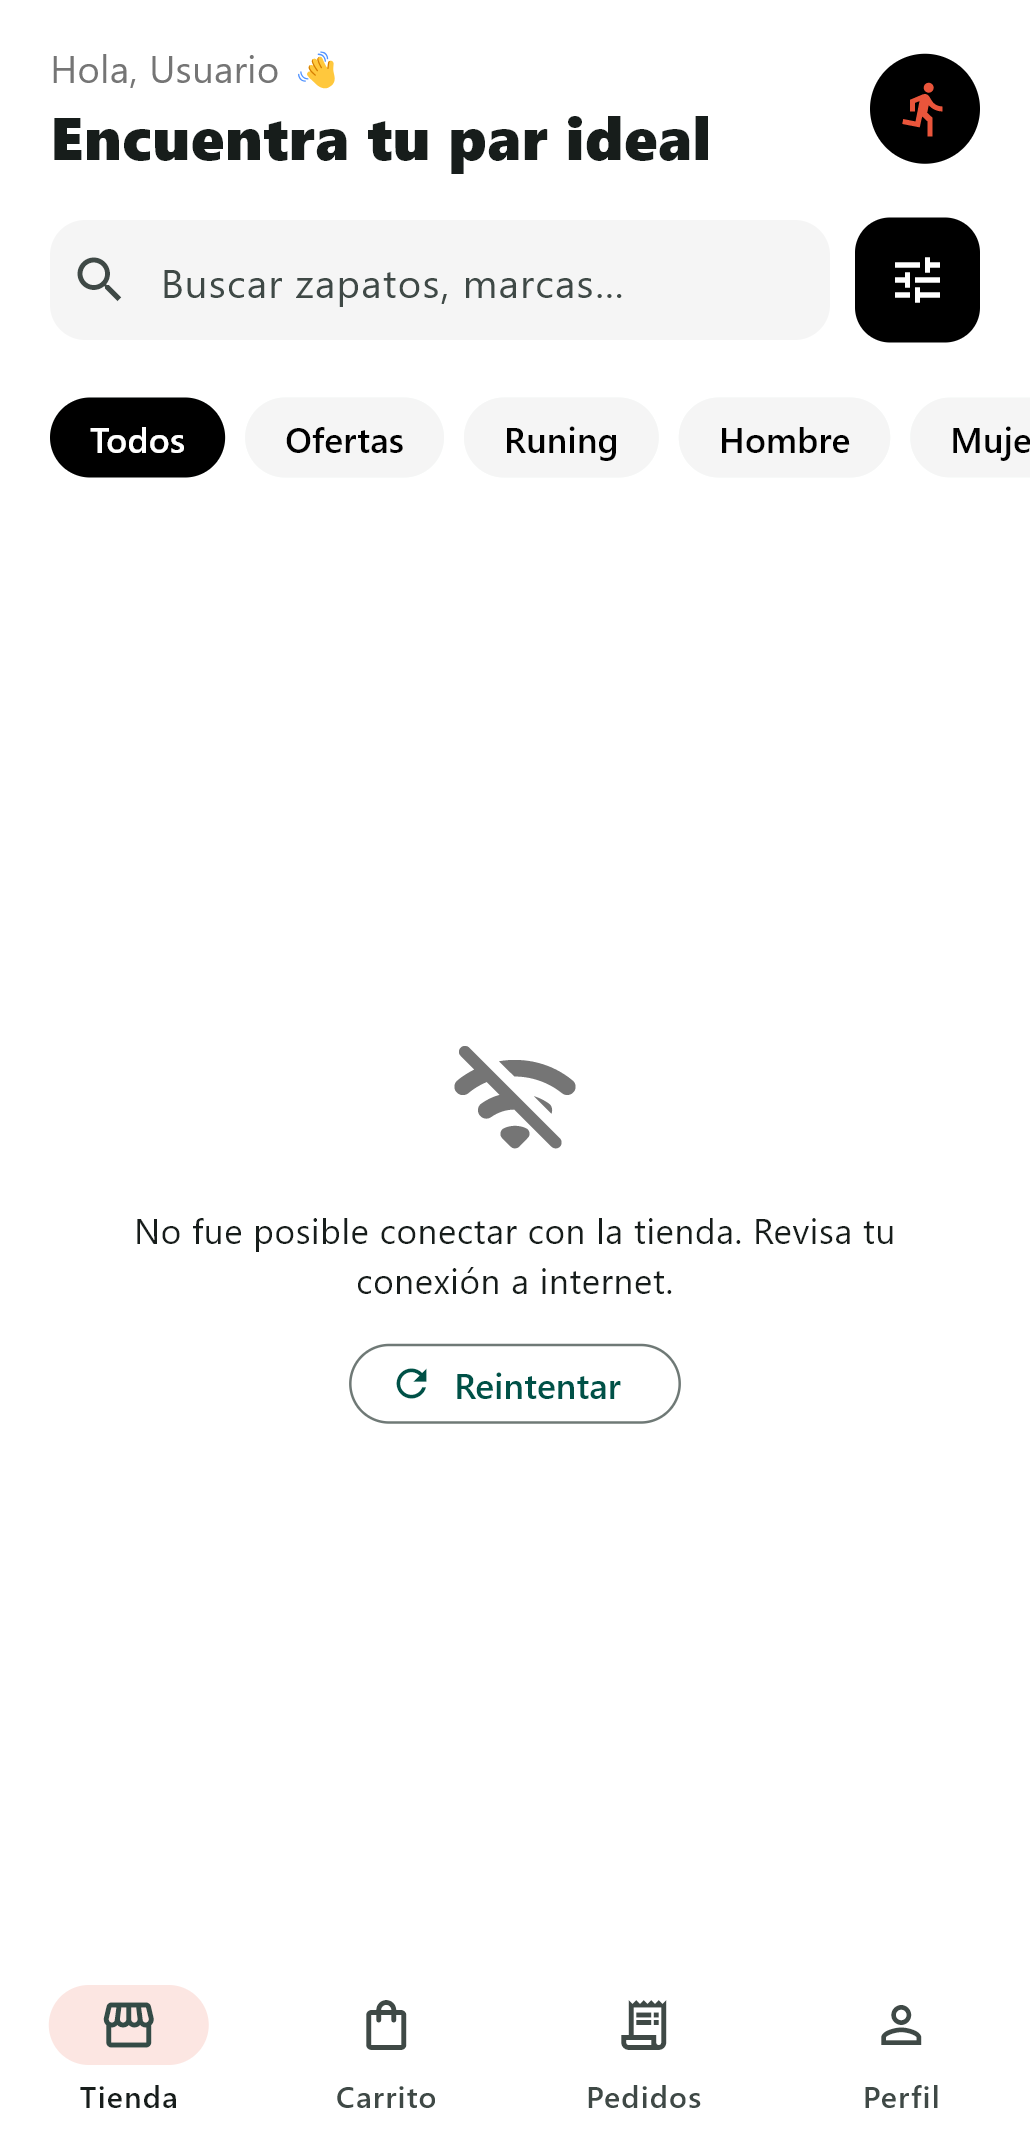 Hola, Usuario 👋
Encuentra tu par ideal
Buscar zapatos, marcas...
Todos
Ofertas
Runing
Hombre
Muje
No fue posible conectar con la tienda. Revisa tu
conexión a internet.
Reintentar
Tienda
Carrito
Pedidos
Perfil